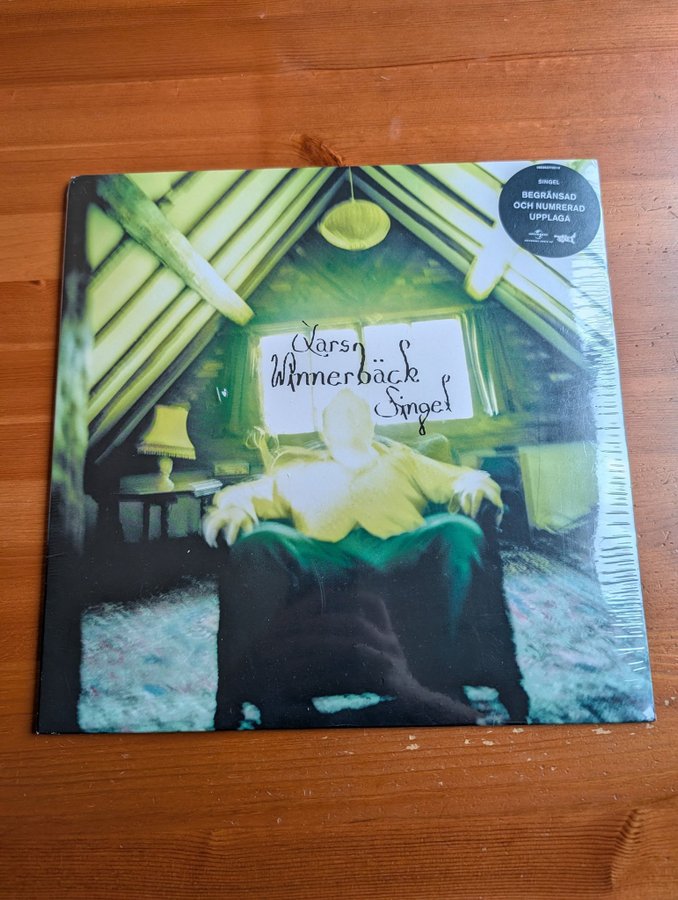 SINGEL
BEGRÄNSAD
OCH NUMRERAD
UPPLAGA
Lars
Winnerbäck
Singel